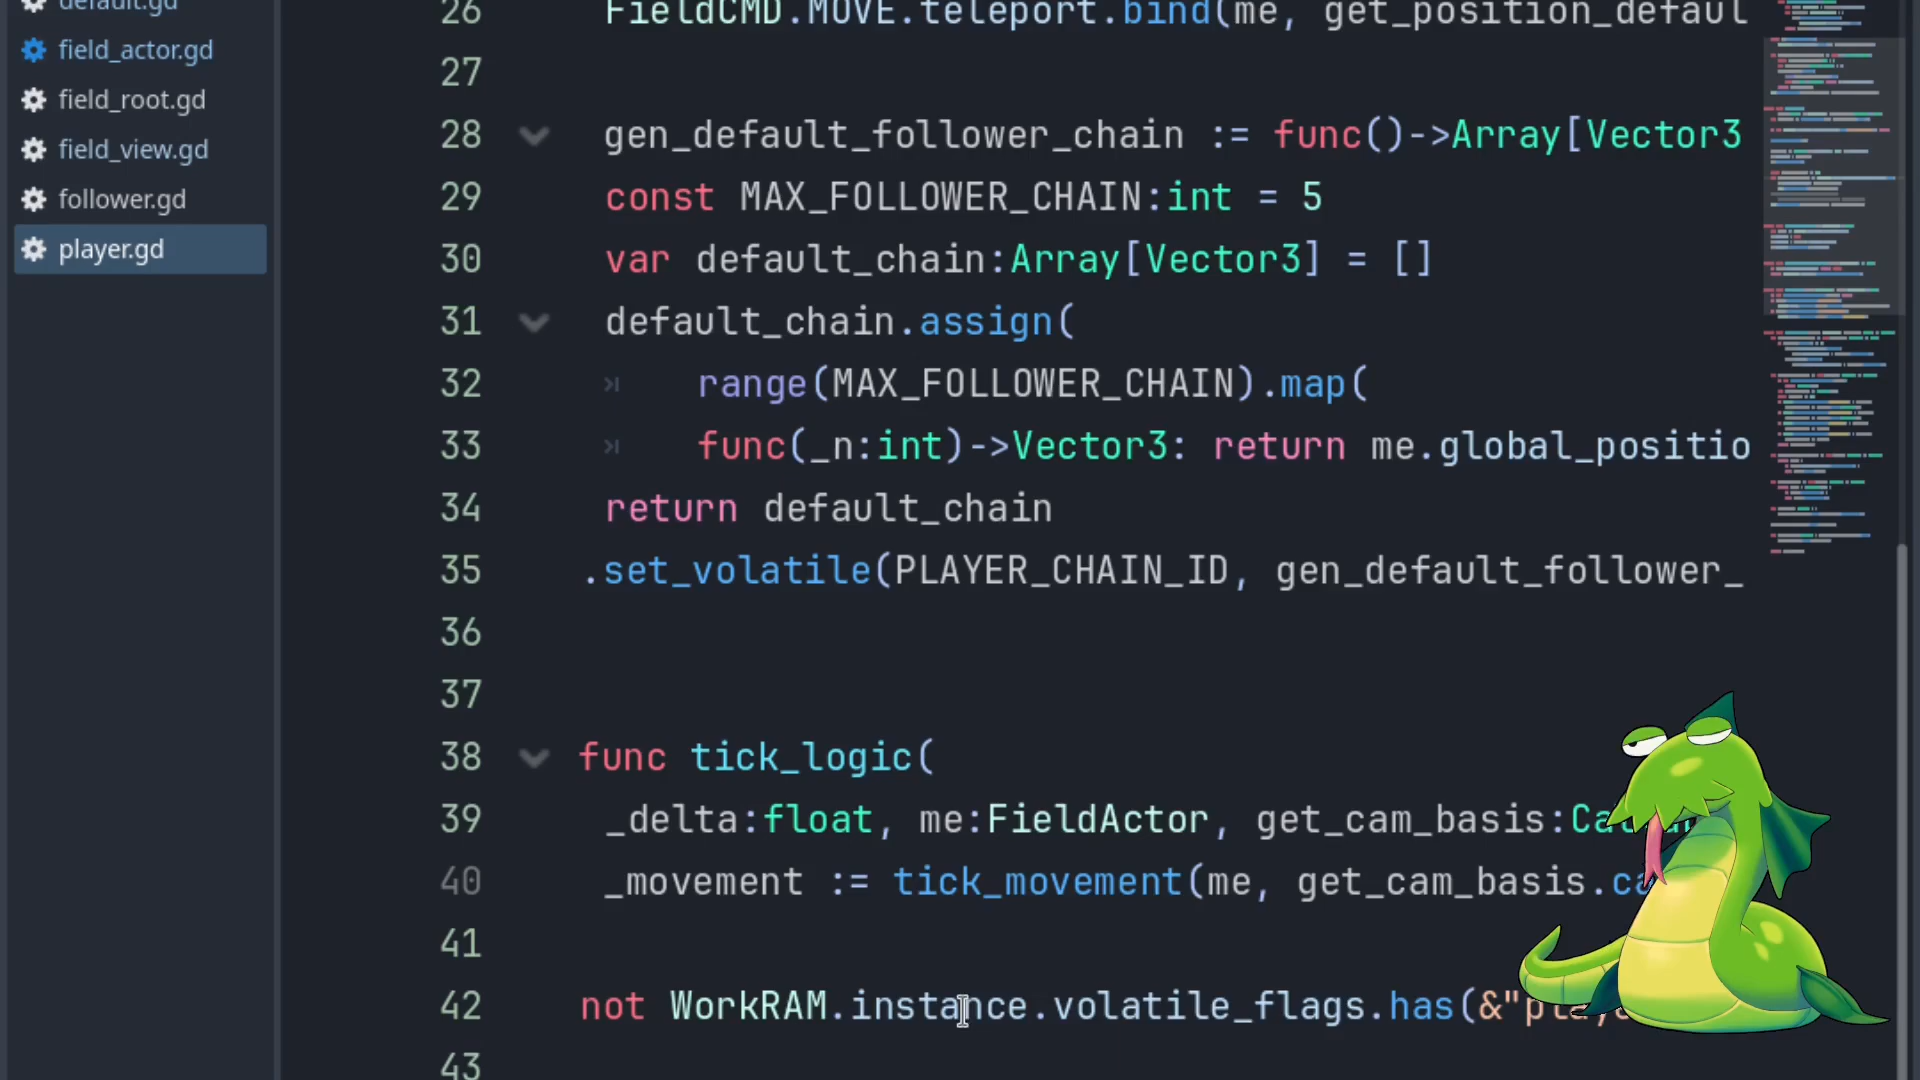 default.gd
field_actor.gd
field_root.gd
field_view.gd
follower.gd
player.gd
26 FieldCMD.MOVE.teleport.bind(me, get_position_defaul
27
28 gen_default_follower_chain := func()->Array[Vector3
29 const MAX_FOLLOWER_CHAIN:int = 5
30 var default_chain:Array[Vector3] = []
31 default_chain.assign(
32 range(MAX_FOLLOWER_CHAIN).map(
33 func(_n:int)->Vector3: return me.global_positio
34 return default_chain
35 .set_volatile(PLAYER_CHAIN_ID, gen_default_follower_
36
37
38 func tick_logic(
39 _delta:float, me:FieldActor, get_cam_basis:
40 _movement := tick_movement(me, get_cam_basis.
41
42 not WorkRAM.instance.volatile_flags.has(&"
43